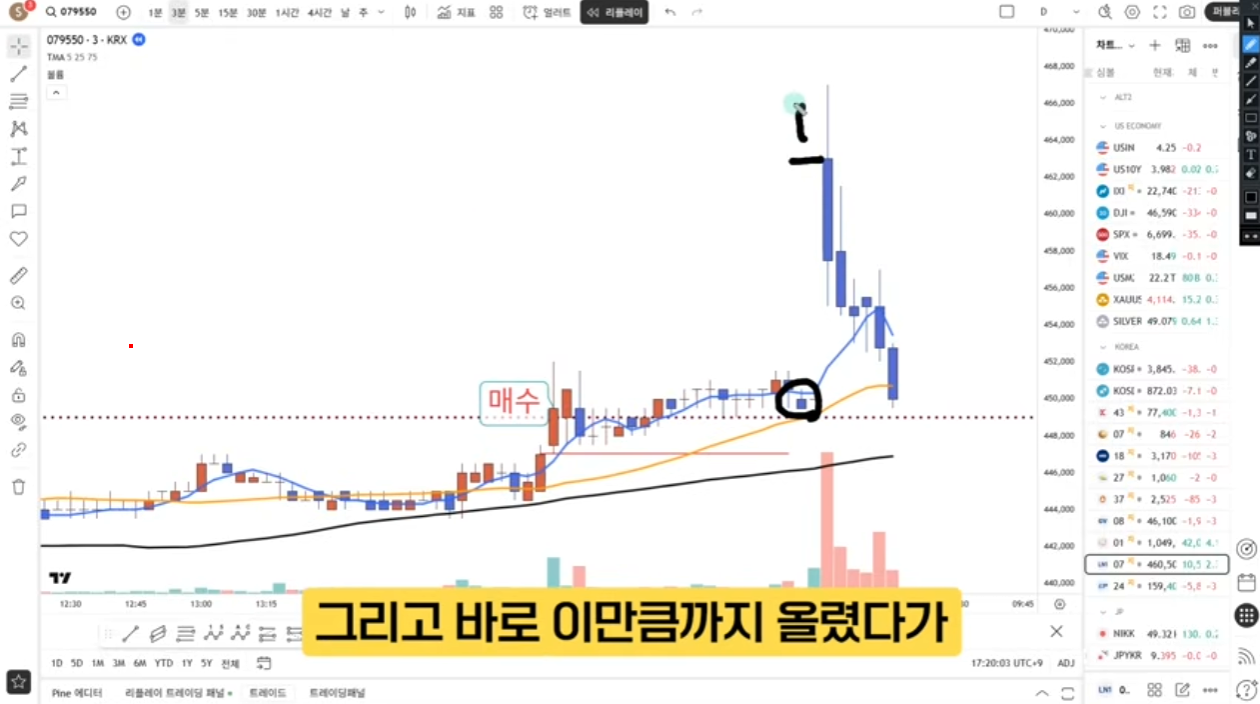 S 3 079550 1분 3분 5분 15분 30분 1시간 4시간 날 주 지표 얼러트 리플레이 D 퍼블리
079550 · 3 · KRX
TMA 5 25 75
볼륨
470,000
468,000
466,000
464,000
462,000
460,000
458,000
456,000
454,000
452,000
450,000
448,000
446,000
444,000
442,000
440,000
매수
12:30 12:45 13:00 13:15 09:45
그리고 바로 이만큼까지 올렸다가
1D 5D 1M 3M 6M YTD 1Y 5Y 전체 17:20:03 UTC+9 ADJ
Pine 에디터 리플레이 트레이딩 패널 트레이드 트레이딩패널
차트...
심볼 현재. 체
ALT2
US ECONOMY
USIN 4.25 -0.2
US10Y 3.982 0.02 0.
IXI 22,740 -21
DJI 46,590 -33
SPX 6,699. -35. -0
VIX 18.49 -0.1 -0
USM. 22.2T 80B 0.
XAUUS 4,114. 15.2 0.
SILVER 49.079 0.64 1.
KOREA
KOSI 3,845. -38. -0
KOSI 872.03 -7.1 -0
43 77,400 -1,3 -1
07 846 -26 -2
18 3,170 -105 -3
27 1,060 -2 -0
37 2,525 -85 -3
08 46,100 -1,9 -3
01 1,049, 42,0 4.
07 460,50 10,5 2.
24 159,40 -5,8 -3
JP
NIKK 49.32 130. 0.
JPYKR 9.395 -0.0 -0